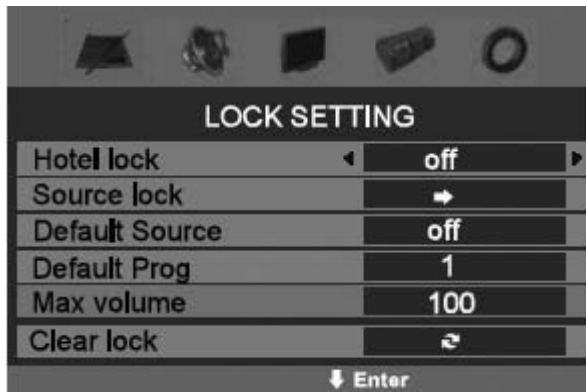 LOCK SETTING
Hotel lock off
Source lock
Default Source off
Default Prog 1
Max volume 100
Clear lock
Enter